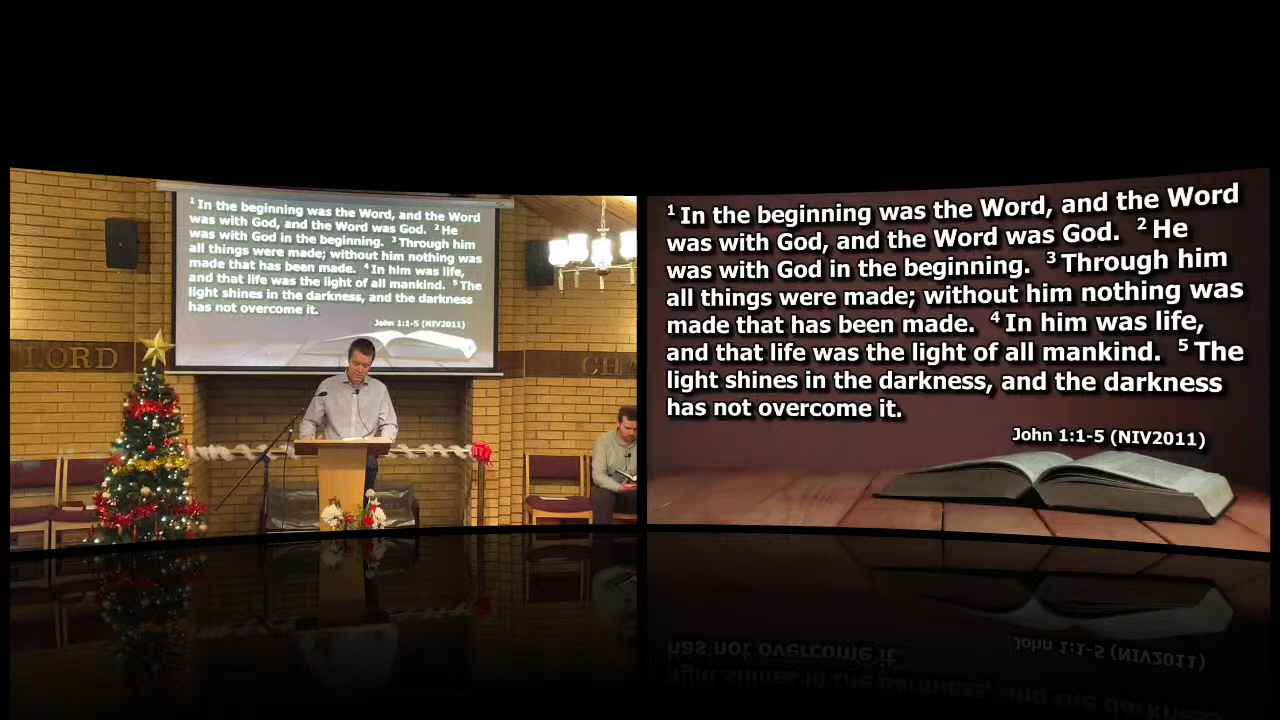 ¹ In the beginning was the Word, and the Word
was with God, and the Word was God. ² He
was with God in the beginning. ³ Through him
all things were made; without him nothing was
made that has been made. ⁴ In him was life,
and that life was the light of all mankind. ⁵ The
light shines in the darkness, and the darkness
has not overcome it.
John 1:1-5 (NIV2011)
LORD
CHA
¹ In the beginning was the Word, and the Word
was with God, and the Word was God. ² He
was with God in the beginning. ³ Through him
all things were made; without him nothing was
made that has been made. ⁴ In him was life,
and that life was the light of all mankind. ⁵ The
light shines in the darkness, and the darkness
has not overcome it.
John 1:1-5 (NIV2011)